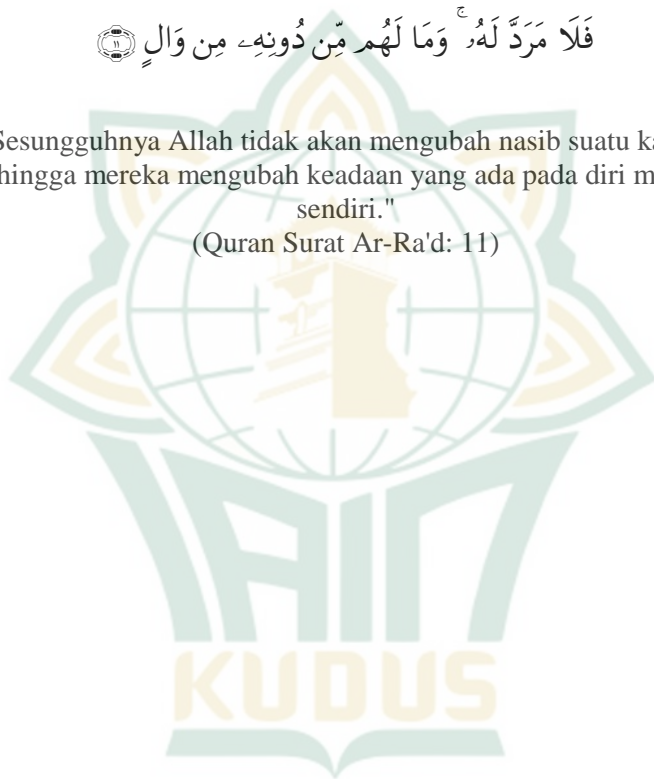 فَلَا مَرَدَّ لَهُۥ ۚ وَمَا لَهُم مِّن دُونِهِۦ مِن وَالٍ ۝١١
Sesungguhnya Allah tidak akan mengubah nasib suatu
hingga mereka mengubah keadaan yang ada pada diri
sendiri."
(Quran Surat Ar-Ra'd: 11)
IAIN
KUDUS